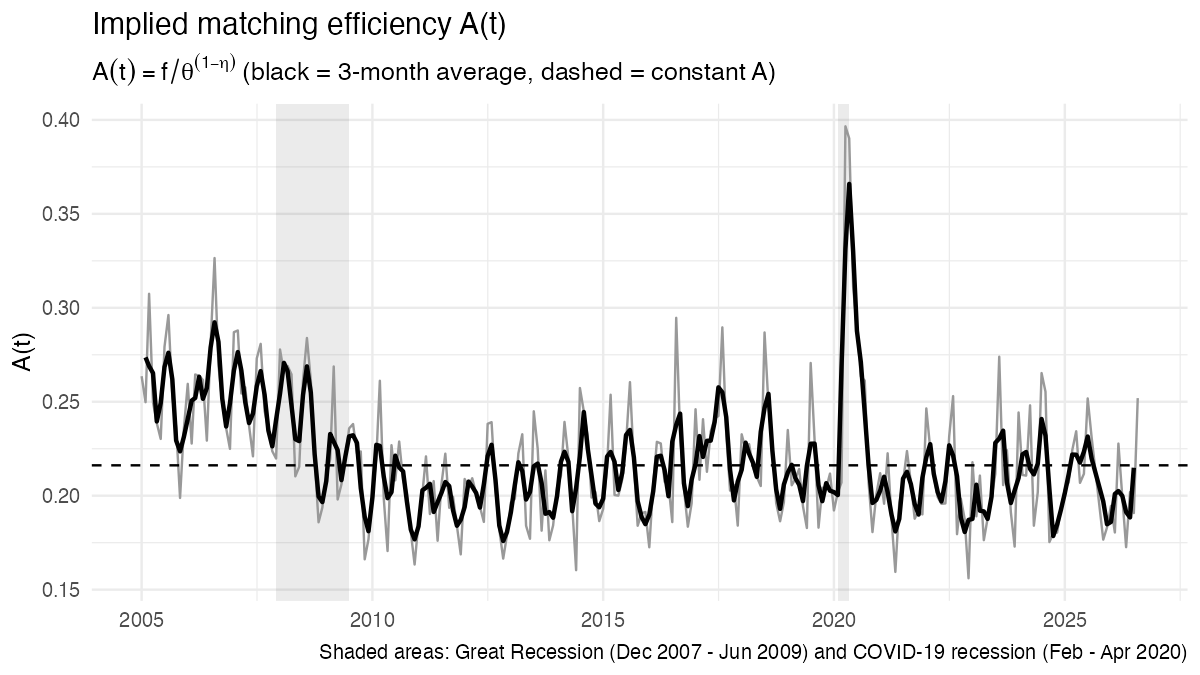 Implied matching efficiency A(t)
A(t) = f/θ^(1−η) (black = 3-month average, dashed = constant A)
A(t)
0.40
0.35
0.30
0.25
0.20
0.15
2005 2010 2015 2020 2025
Shaded areas: Great Recession (Dec 2007 - Jun 2009) and COVID-19 recession (Feb - Apr 2020)